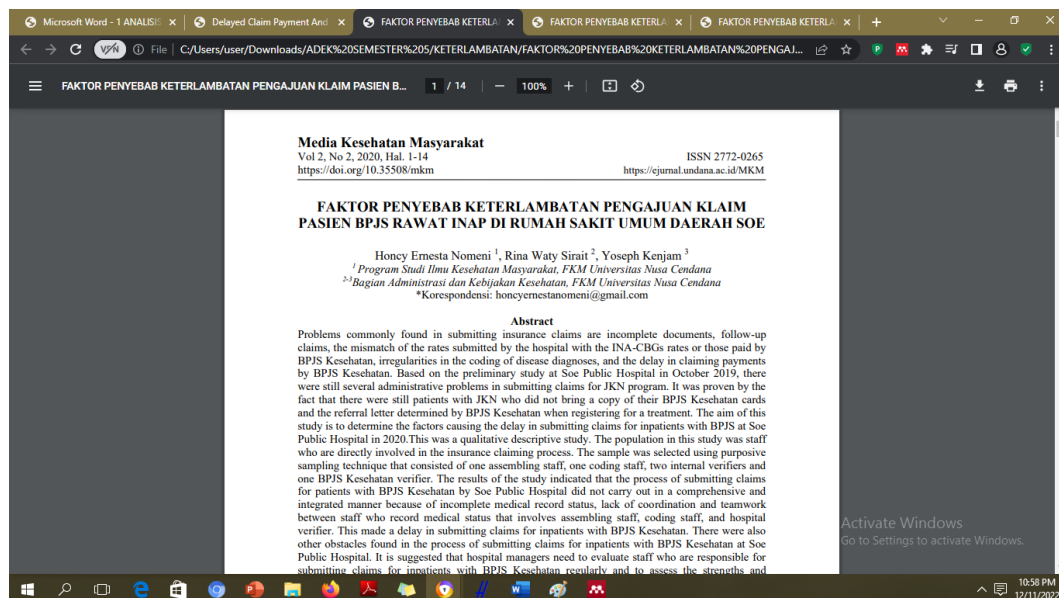 Microsoft Word - 1 ANALISIS
Delayed Claim Payment And
FAKTOR PENYEBAB KETERLA
FAKTOR PENYEBAB KETERLA
FAKTOR PENYEBAB KETERLA
VPN File C:/Users/user/Downloads/ADEK%20SEMESTER%205/KETERLAMBATAN/FAKTOR%20PENYEBAB%20KETERLAMBATAN%20PENGAJ...
FAKTOR PENYEBAB KETERLAMBATAN PENGAJUAN KLAIM PASIEN B... 1 / 14 — 100% +
Media Kesehatan Masyarakat
Vol 2, No 2, 2020, Hal. 1-14 ISSN 2772-0265
https://doi.org/10.35508/mkm https://ejurnal.undana.ac.id/MKM
FAKTOR PENYEBAB KETERLAMBATAN PENGAJUAN KLAIM
PASIEN BPJS RAWAT INAP DI RUMAH SAKIT UMUM DAERAH SOE
Honcy Ernesta Nomeni 1, Rina Waty Sirait 2, Yoseph Kenjam 3
1 Program Studi Ilmu Kesehatan Masyarakat, FKM Universitas Nusa Cendana
2-3Bagian Administrasi dan Kebijakan Kesehatan, FKM Universitas Nusa Cendana
*Korespondensi: honcyernestanomeni@gmail.com
Abstract
Problems commonly found in submitting insurance claims are incomplete documents, follow-up
claims, the mismatch of the rates submitted by the hospital with the INA-CBGs rates or those paid by
BPJS Kesehatan, irregularities in the coding of disease diagnoses, and the delay in claiming payments
by BPJS Kesehatan. Based on the preliminary study at Soe Public Hospital in October 2019, there
were still several administrative problems in submitting claims for JKN program. It was proven by the
fact that there were still patients with JKN who did not bring a copy of their BPJS Kesehatan cards
and the referral letter determined by BPJS Kesehatan when registering for a treatment. The aim of this
study is to determine the factors causing the delay in submitting claims for inpatients with BPJS at Soe
Public Hospital in 2020.This was a qualitative descriptive study. The population in this study was staff
who are directly involved in the insurance claiming process. The sample was selected using purposive
sampling technique that consisted of one assembling staff, one coding staff, two internal verifiers and
one BPJS Kesehatan verifier. The results of the study indicated that the process of submitting claims
for patients with BPJS Kesehatan by Soe Public Hospital did not carry out in a comprehensive and
integrated manner because of incomplete medical record status, lack of coordination and teamwork
between staff who record medical status that involves assembling staff, coding staff, and hospital
verifier. This made a delay in submitting claims for inpatients with BPJS Kesehatan. There were also
other obstacles found in the process of submitting claims for inpatients with BPJS Kesehatan at Soe
Public Hospital. It is suggested that hospital managers need to evaluate staff who are responsible for
submitting claims for inpatients with BPJS Kesehatan regularly and to assess the strengths and
Activate Windows
Go to Settings to activate Windows.
10:58 PM
12/11/2022